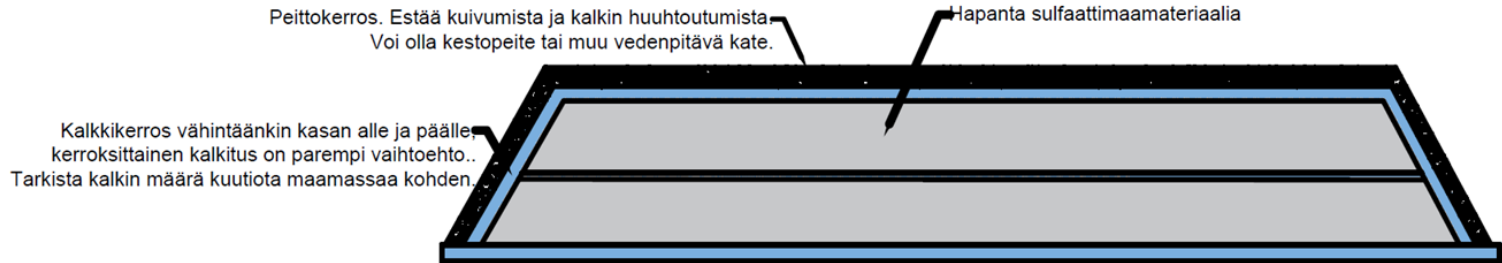 Peittokerros. Estää kuivumista ja kalkin huuhtoutumista.
Voi olla kestopeite tai muu vedenpitävä kate.
Hapanta sulfaattimaamateriaalia
Kalkkikerros vähintäänkin kasan alle ja päälle,
kerroksittainen kalkitus on parempi vaihtoehto..
Tarkista kalkin määrä kuutiota maamassaa kohden.